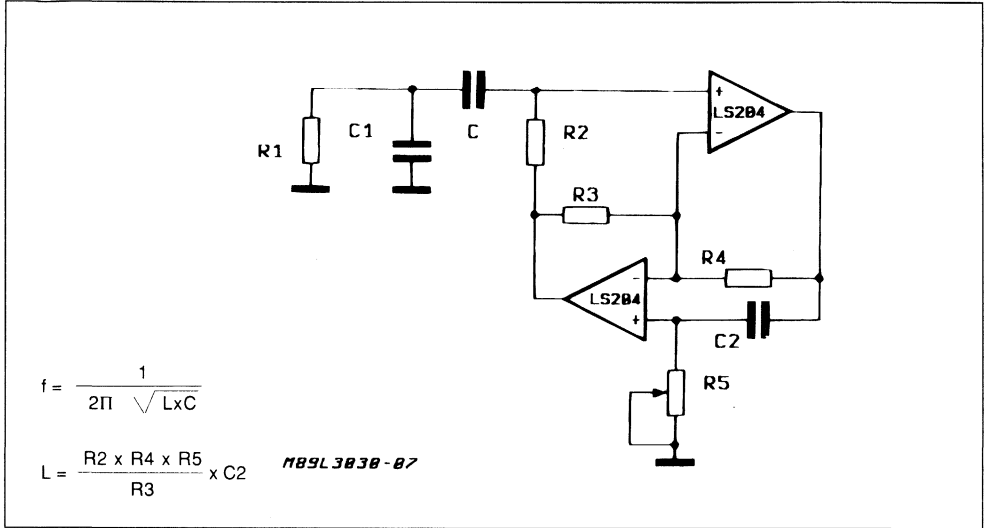 +
LS204
-
C1
C
R2
R1
R3
R4
-
LS204
+
C2
R5
f = 1 / 2Π √ LxC
L = R2 x R4 x R5 / R3 x C2
M89L3030-07